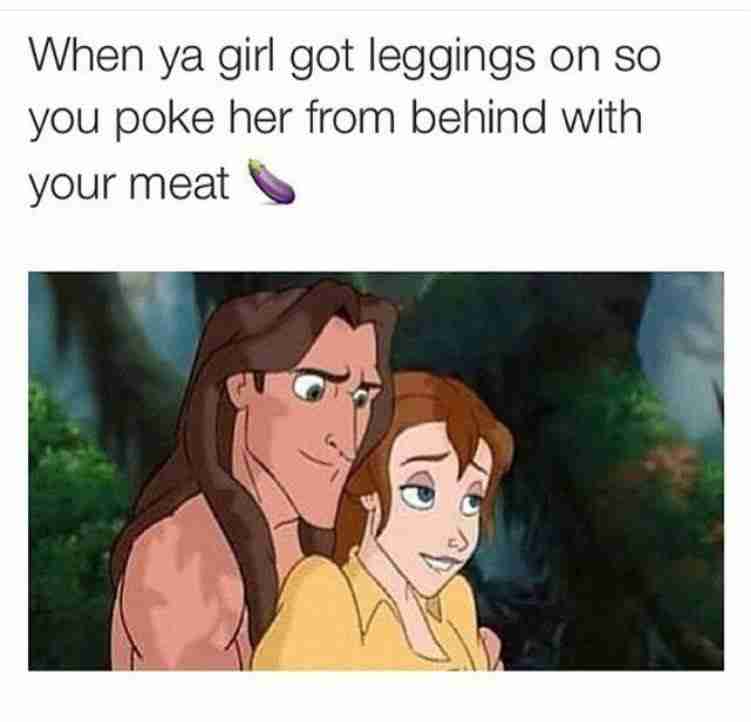 When ya girl got leggings on so
you poke her from behind with
your meat 🍆